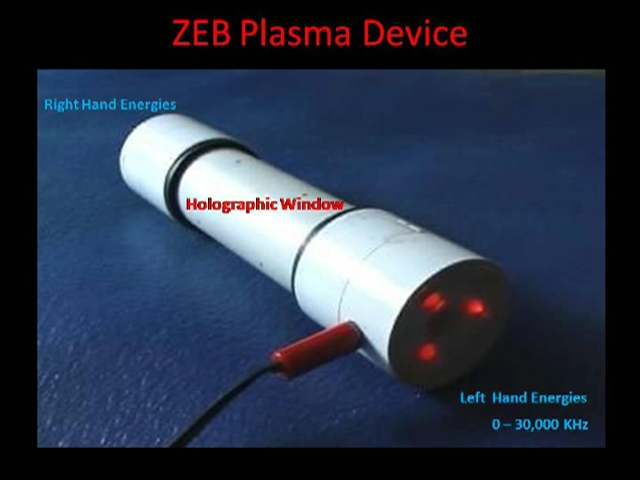 ZEB Plasma Device
Right Hand Energies
Holographic Window
Left Hand Energies
0 – 30,000 KHz